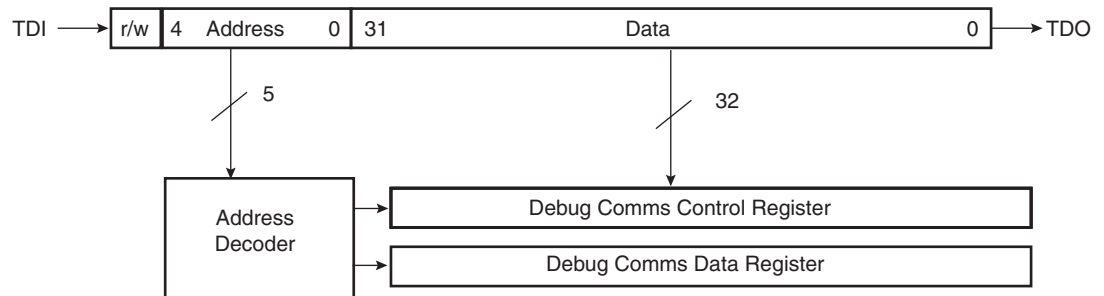 TDI r/w 4 Address 0 31 Data 0 TDO
5
32
Address
Decoder
Debug Comms Control Register
Debug Comms Data Register